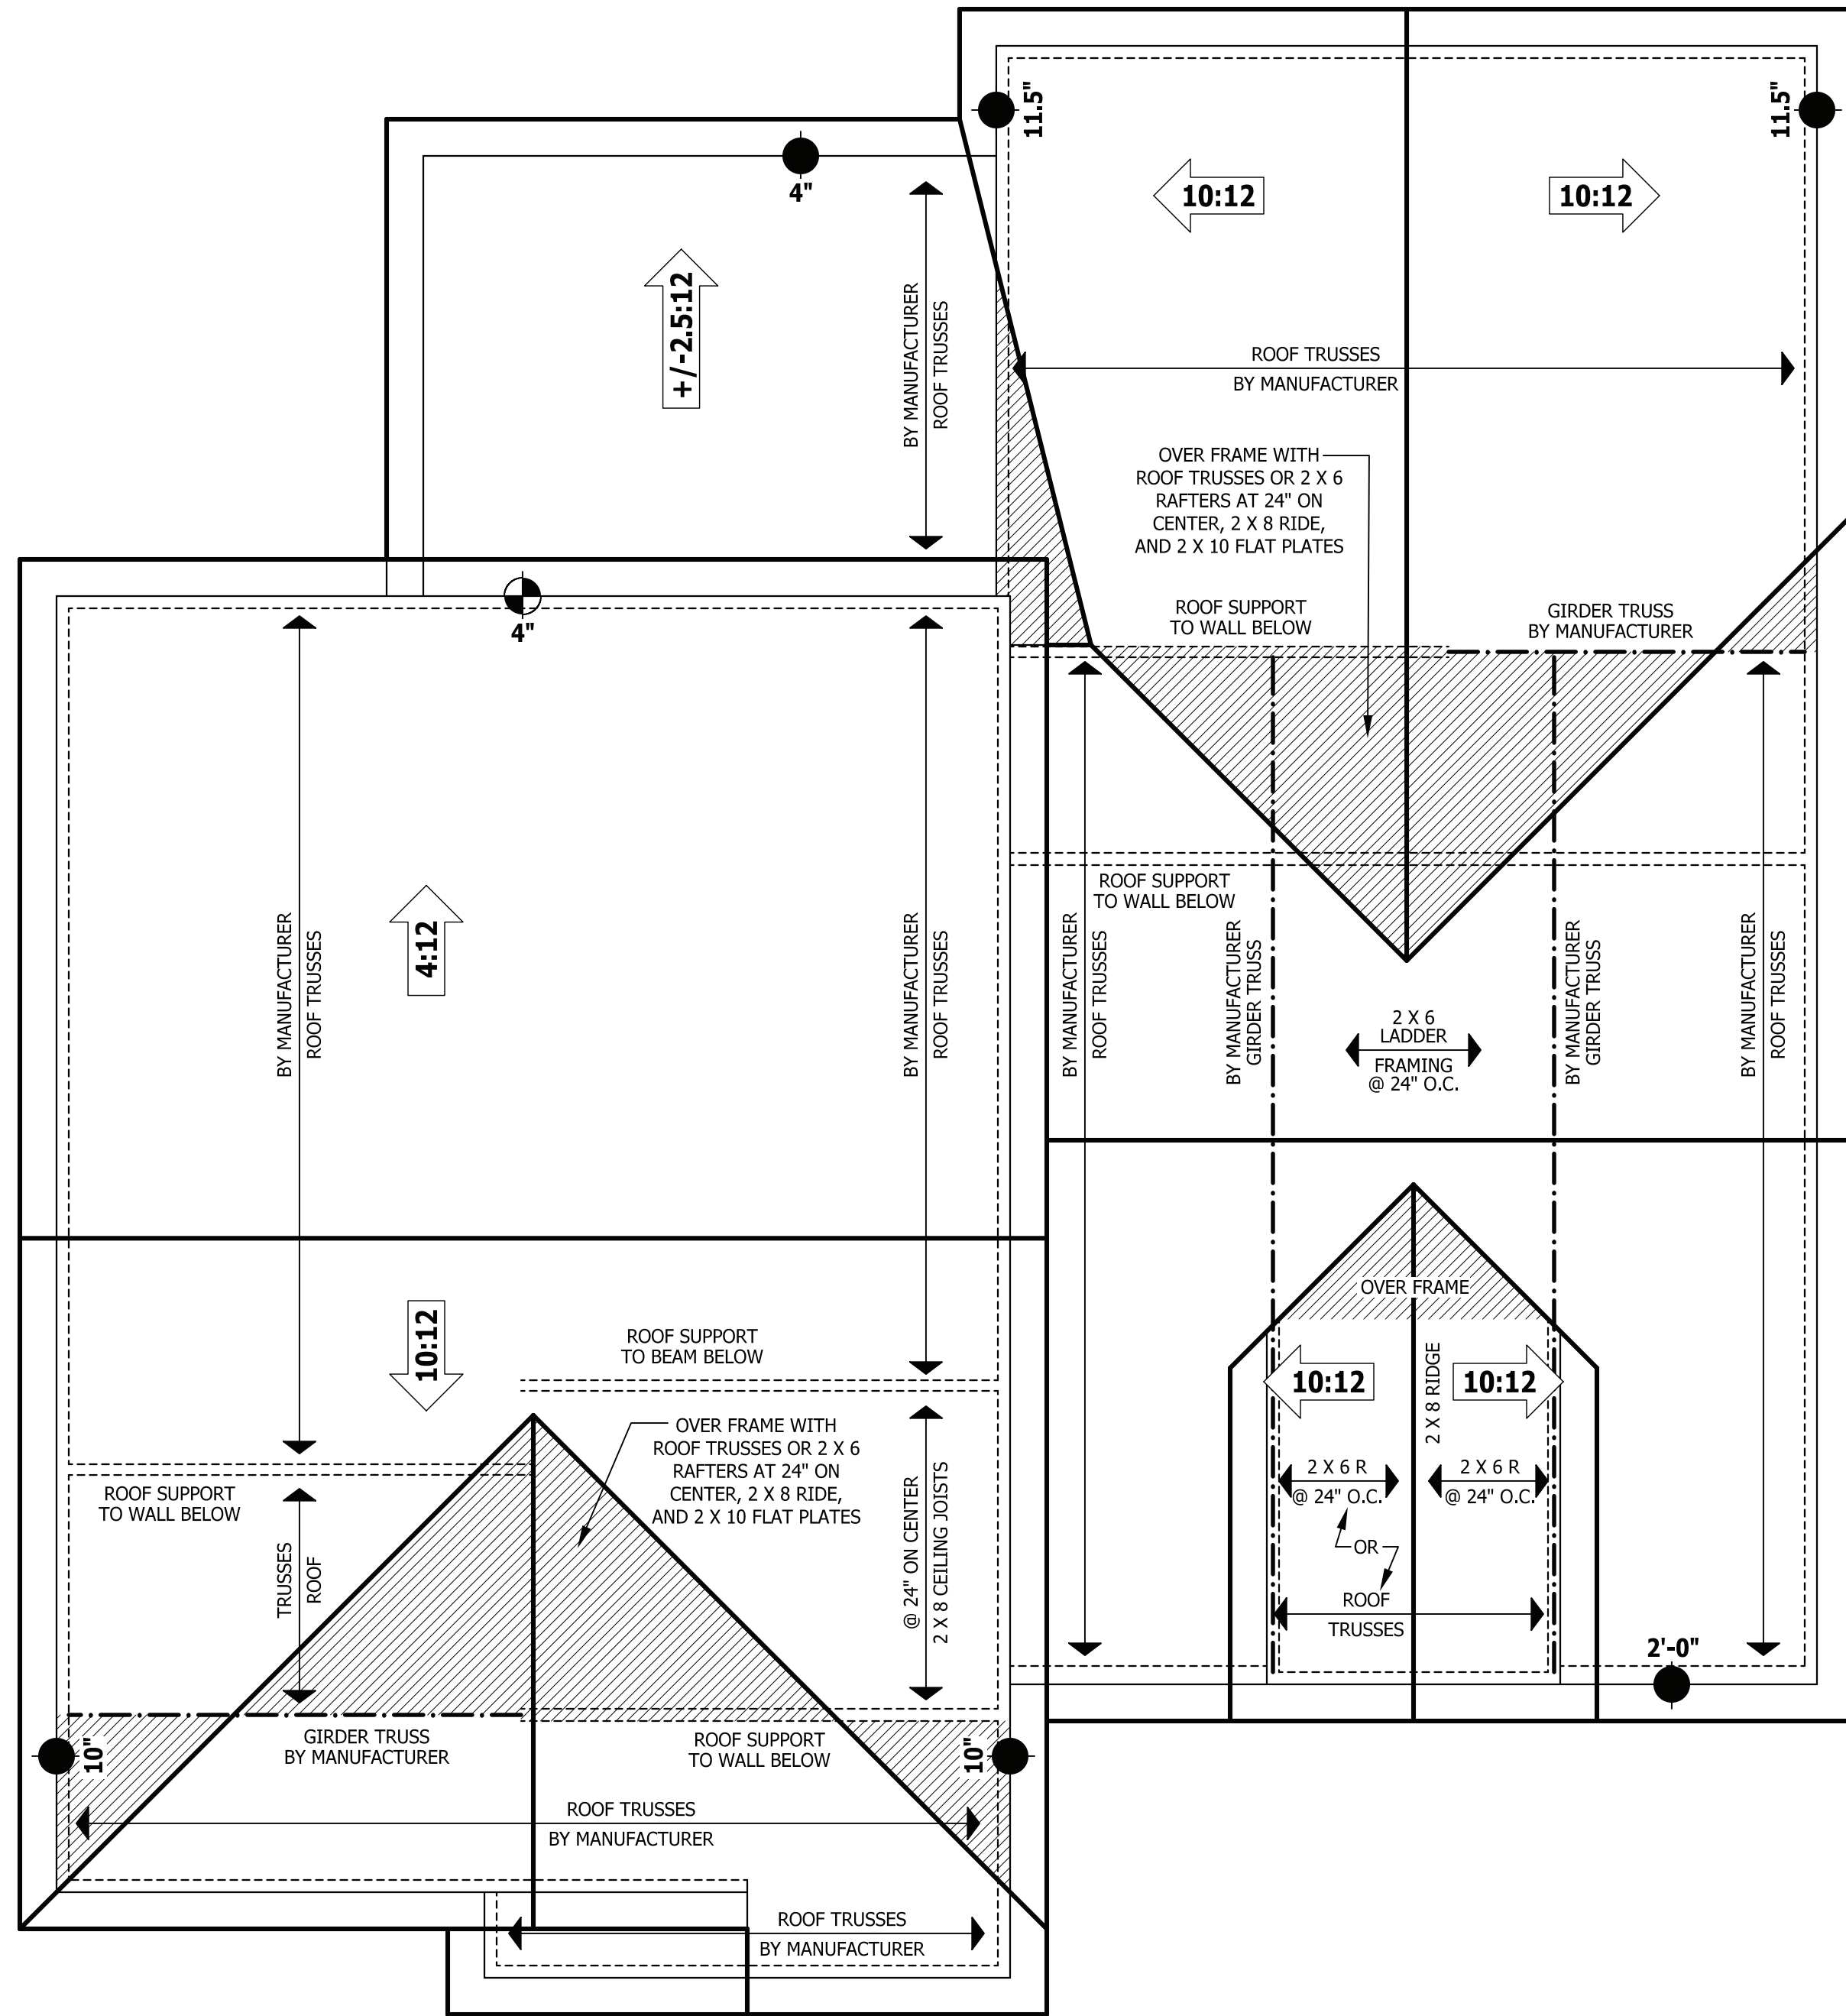 11.5"
11.5"
10:12
10:12
4"
+/-2.5:12
BY MANUFACTURER
ROOF TRUSSES
ROOF TRUSSES
BY MANUFACTURER
OVER FRAME WITH
ROOF TRUSSES OR 2 X 6
RAFTERS AT 24" ON
CENTER, 2 X 8 RIDE,
AND 2 X 10 FLAT PLATES
ROOF SUPPORT
TO WALL BELOW
GIRDER TRUSS
BY MANUFACTURER
4"
BY MANUFACTURER
ROOF TRUSSES
4:12
BY MANUFACTURER
ROOF TRUSSES
ROOF SUPPORT
TO WALL BELOW
BY MANUFACTURER
ROOF TRUSSES
BY MANUFACTURER
GIRDER TRUSS
2 X 6
LADDER
FRAMING
@ 24" O.C.
BY MANUFACTURER
GIRDER TRUSS
BY MANUFACTURER
ROOF TRUSSES
10:12
ROOF SUPPORT
TO BEAM BELOW
OVER FRAME
10:12
2 X 8 RIDGE
10:12
OVER FRAME WITH
ROOF TRUSSES OR 2 X 6
RAFTERS AT 24" ON
CENTER, 2 X 8 RIDE,
AND 2 X 10 FLAT PLATES
ROOF SUPPORT
TO WALL BELOW
TRUSSES
ROOF
@ 24" ON CENTER
2 X 8 CEILING JOISTS
2 X 6 R
@ 24" O.C.
2 X 6 R
@ 24" O.C.
OR
ROOF
TRUSSES
2'-0"
10"
GIRDER TRUSS
BY MANUFACTURER
ROOF SUPPORT
TO WALL BELOW
10"
ROOF TRUSSES
BY MANUFACTURER
ROOF TRUSSES
BY MANUFACTURER